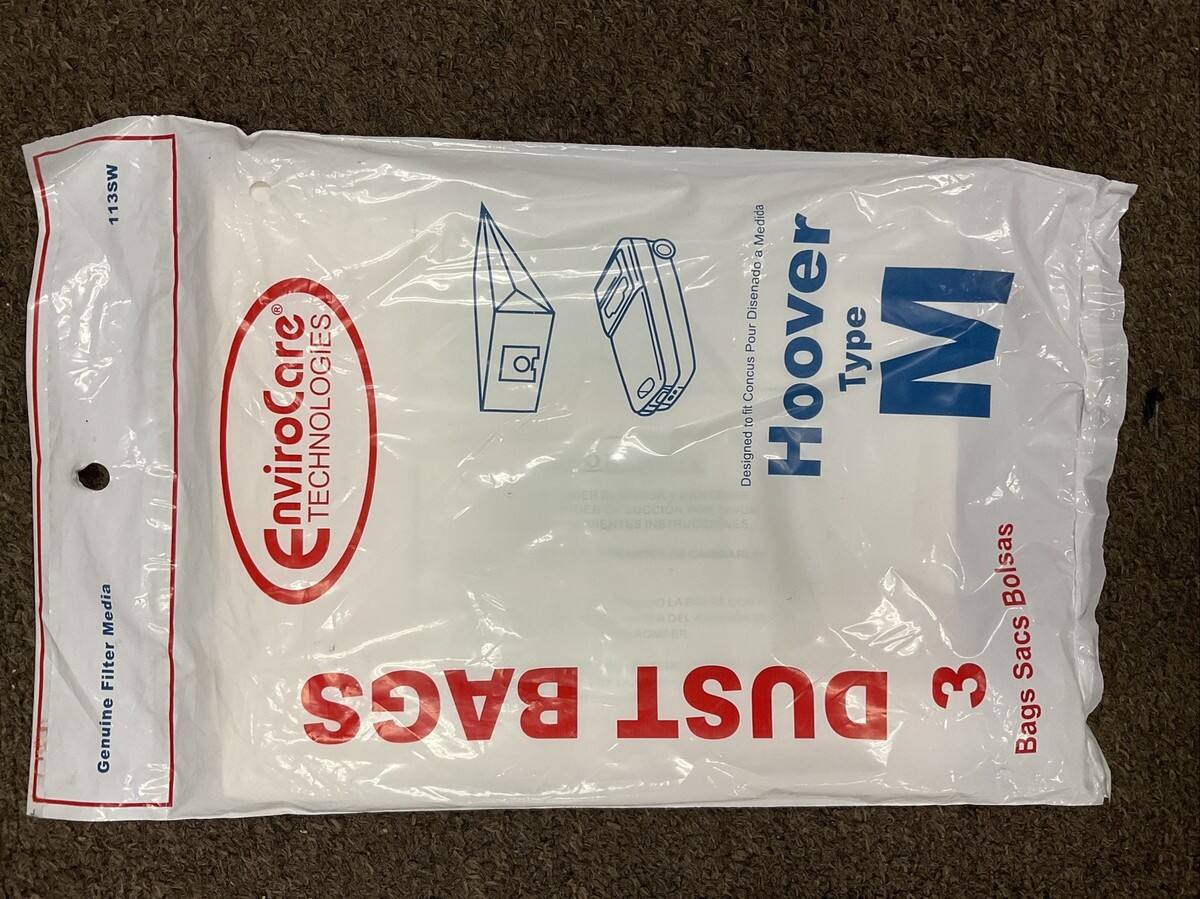 Genuine Filter Media
113SW
EnviroCare®
TECHNOLOGIES
DUST BAGS
Designed to fit Concus Pour Disenado a Medida
Hoover
Type
M
3
Bags Sacs Bolsas